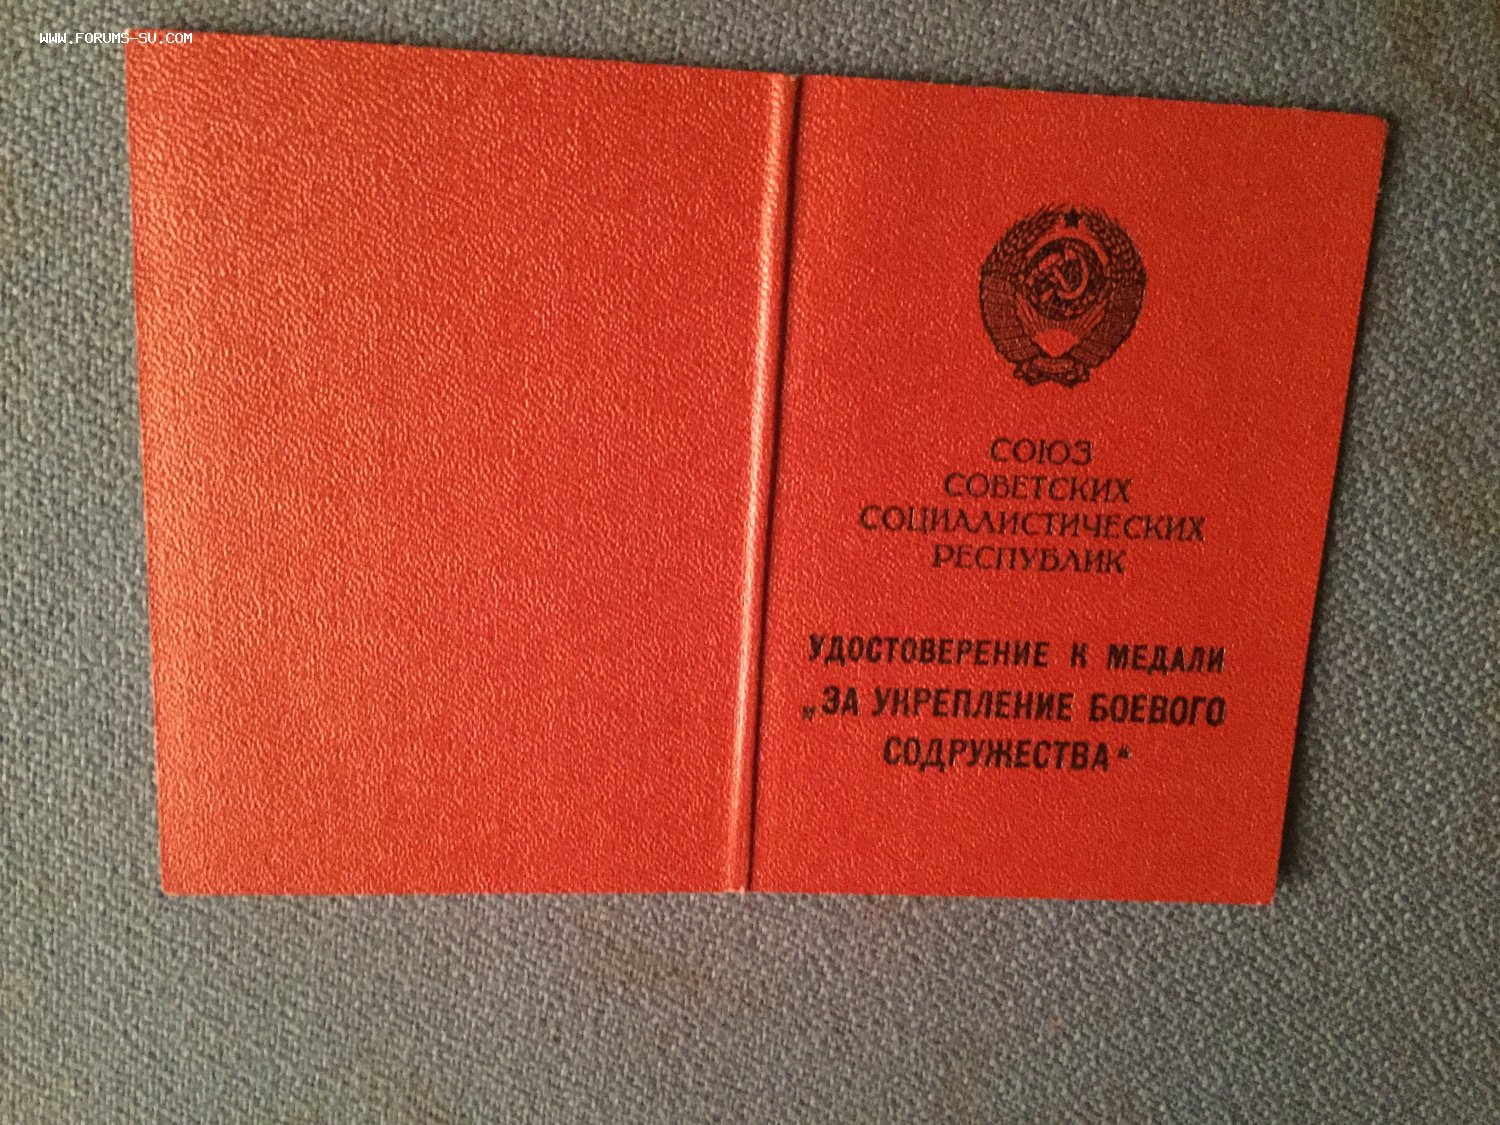 WWW.FORUMS-SU.COM
СОЮЗ
СОВЕТСКИХ
СОЦИАЛИСТИЧЕСКИХ
РЕСПУБЛИК
УДОСТОВЕРЕНИЕ К МЕДАЛИ
„ЗА УКРЕПЛЕНИЕ БОЕВОГО
СОДРУЖЕСТВА“